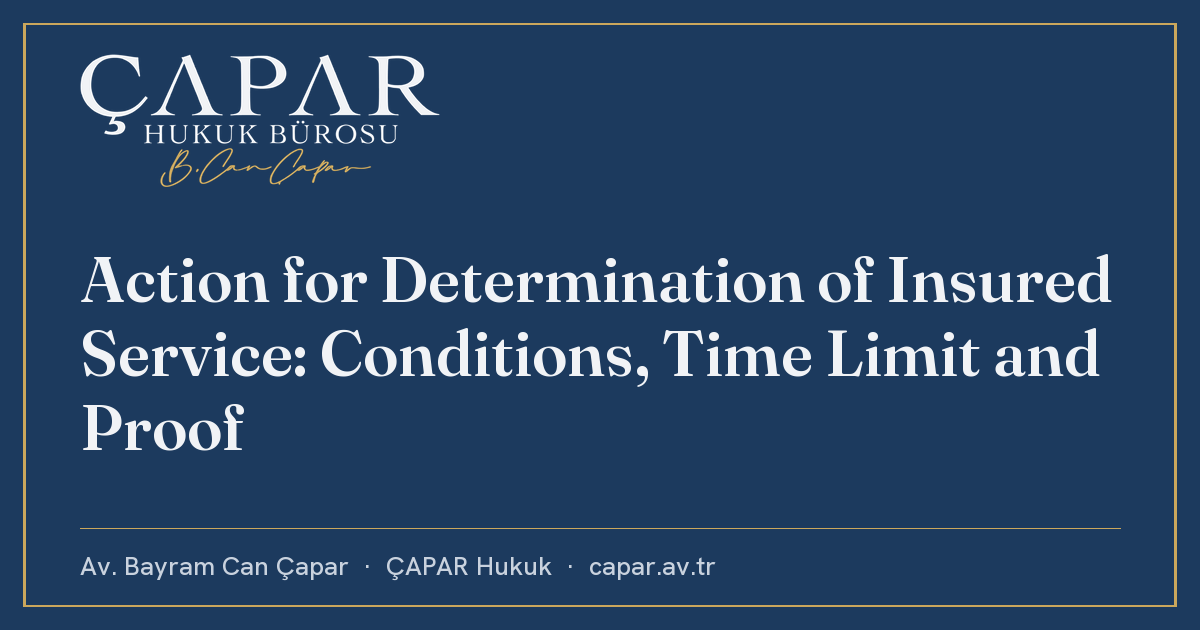 ÇAPAR
HUKUK BÜROSU
B.Can Çapar
Action for Determination of Insured
Service: Conditions, Time Limit and
Proof
Av. Bayram Can Çapar · ÇAPAR Hukuk · capar.av.tr